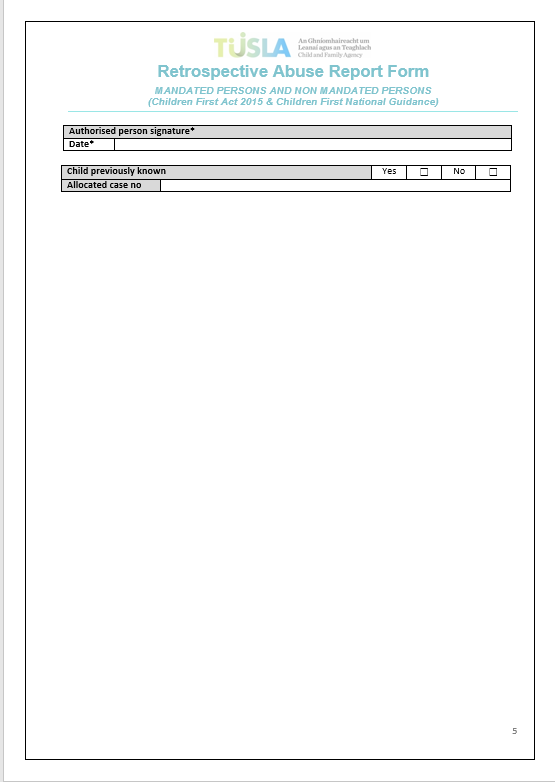 TUSLA
An Ghníomhaireacht um
Leanaí agus an Teaghlach
Child and Family Agency
Retrospective Abuse Report Form
MANDATED PERSONS AND NON MANDATED PERSONS
(Children First Act 2015 & Children First National Guidance)
Authorised person signature*
Date*
Child previously known Yes ☐ No ☐
Allocated case no
5